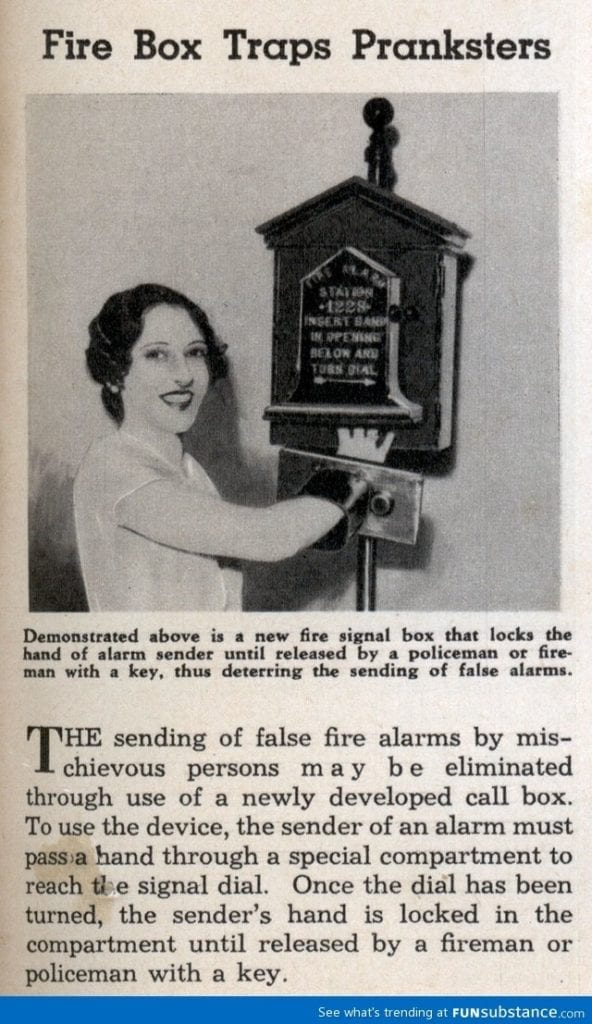 Fire Box Traps Pranksters
FIRE ALARM
STATION
1228
INSERT HAND
IN OPENING
BELOW AND
TURN DIAL
Demonstrated above is a new fire signal box that locks the
hand of alarm sender until released by a policeman or fire-
man with a key, thus deterring the sending of false alarms.
THE sending of false fire alarms by mis-
chievous persons may be eliminated
through use of a newly developed call box.
To use the device, the sender of an alarm must
pass a hand through a special compartment to
reach the signal dial. Once the dial has been
turned, the sender's hand is locked in the
compartment until released by a fireman or
policeman with a key.
See what's trending at FUNsubstance.com